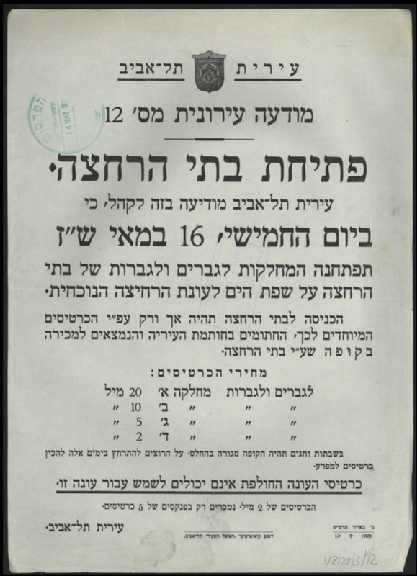 עירית תל־אביב
מודעה עירונית מס׳ 12
פתיחת בתי הרחצה.
עירית תל־אביב מודיעה בזה לקהל, כי
ביום החמישי, 16 במאי ש״ז
תפתחנה המחלקות לגברים ולגברות של בתי
הרחצה על שפת הים לעונת הרחיצה הנוכחית.
הכניסה לבתי הרחצה תהיה אך ורק עפ״י הכרטיסים
המיוחדים לכך, החתומים בחותמת העיריה והנמצאים למכירה
בקופה שע״י בתי הרחצה.
מחירי הכרטיסים:
לגברים ולגברות מחלקה א׳ 20 מיל
״ ״ ״ ב׳ 10 ״
״ ״ ״ ג׳ 5 ״
״ ״ ״ ד׳ 2 ״
בשבתות וחגים תהיה הקופה סגורה בהחלט. על הרוצים להתרחץ בימים אלה להכין
כרטיסים למפרע.
כרטיסי העונה החולפת אינם יכולים לשמש עבור עונה זו.
הכרטיסים של 2 מיל נמכרים רק בפנקסים של 5 כרטיסים.
עירית תל־אביב.